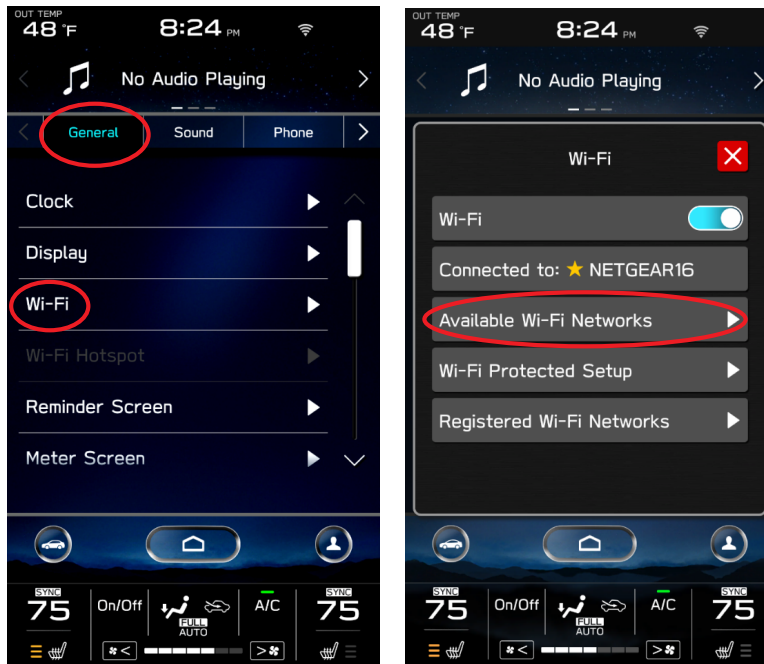 OUT TEMP
48 °F
8:24 PM
No Audio Playing
General
Sound
Phone
Clock
Display
Wi-Fi
Wi-Fi Hotspot
Reminder Screen
Meter Screen
SYNC
75
On/Off
FULL
AUTO
A/C
SYNC
75
OUT TEMP
48 °F
8:24 PM
No Audio Playing
Wi-Fi
Wi-Fi
Connected to: ★ NETGEAR16
Available Wi-Fi Networks
Wi-Fi Protected Setup
Registered Wi-Fi Networks
SYNC
75
On/Off
FULL
AUTO
A/C
SYNC
75